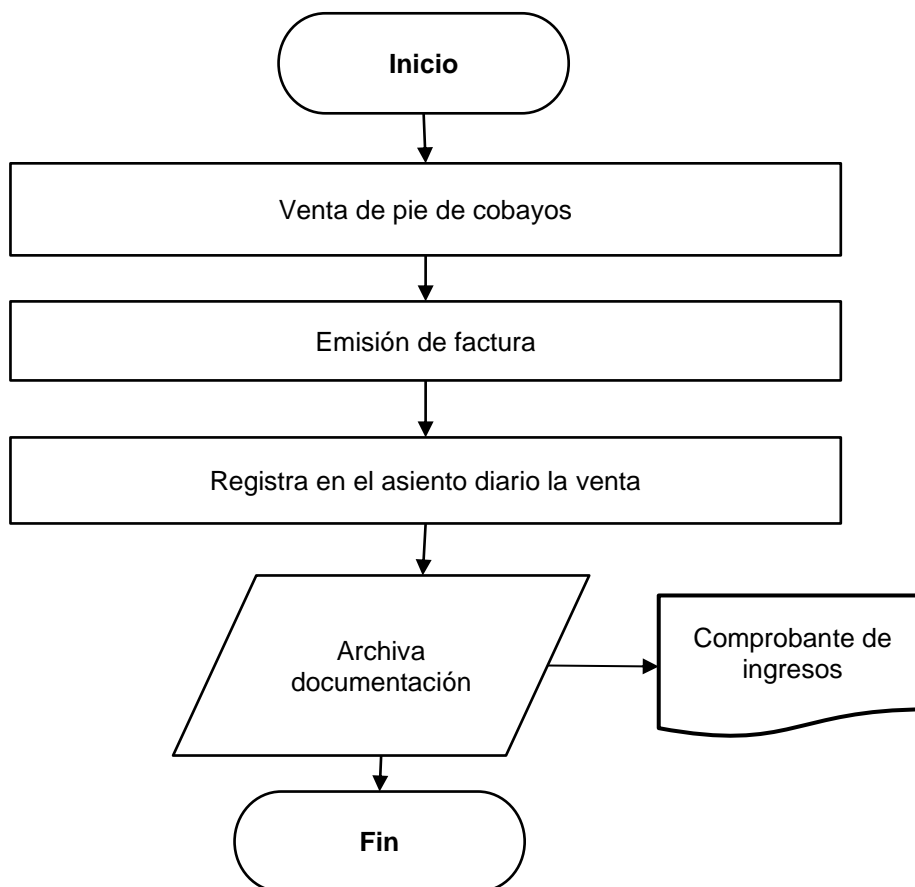 Inicio
Venta de pie de cobayos
Emisión de factura
Registra en el asiento diario la venta
Archiva
documentación
Comprobante de
ingresos
Fin